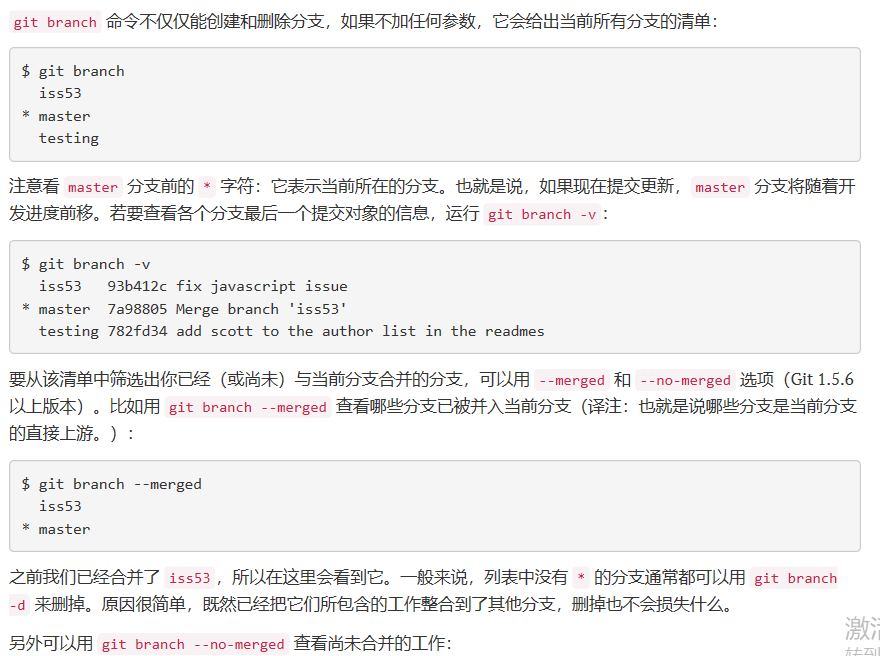 git branch 命令不仅仅能创建和删除分支，如果不加任何参数，它会给出当前所有分支的清单：
$ git branch
  iss53
* master
  testing
注意看 master 分支前的 * 字符：它表示当前所在的分支。也就是说，如果现在提交更新，master 分支将随着开
发进度前移。若要查看各个分支最后一个提交对象的信息，运行 git branch -v：
$ git branch -v
  iss53   93b412c fix javascript issue
* master  7a98805 Merge branch 'iss53'
  testing 782fd34 add scott to the author list in the readmes
要从该清单中筛选出你已经（或尚未）与当前分支合并的分支，可以用 --merged 和 --no-merged 选项（Git 1.5.6
以上版本）。比如用 git branch --merged 查看哪些分支已被并入当前分支（译注：也就是说哪些分支是当前分支
的直接上游。）：
$ git branch --merged
  iss53
* master
之前我们已经合并了 iss53，所以在这里会看到它。一般来说，列表中没有 * 的分支通常都可以用 git branch
-d 来删掉。原因很简单，既然已经把它们所包含的工作整合到了其他分支，删掉也不会损失什么。
另外可以用 git branch --no-merged 查看尚未合并的工作：
激活
转到